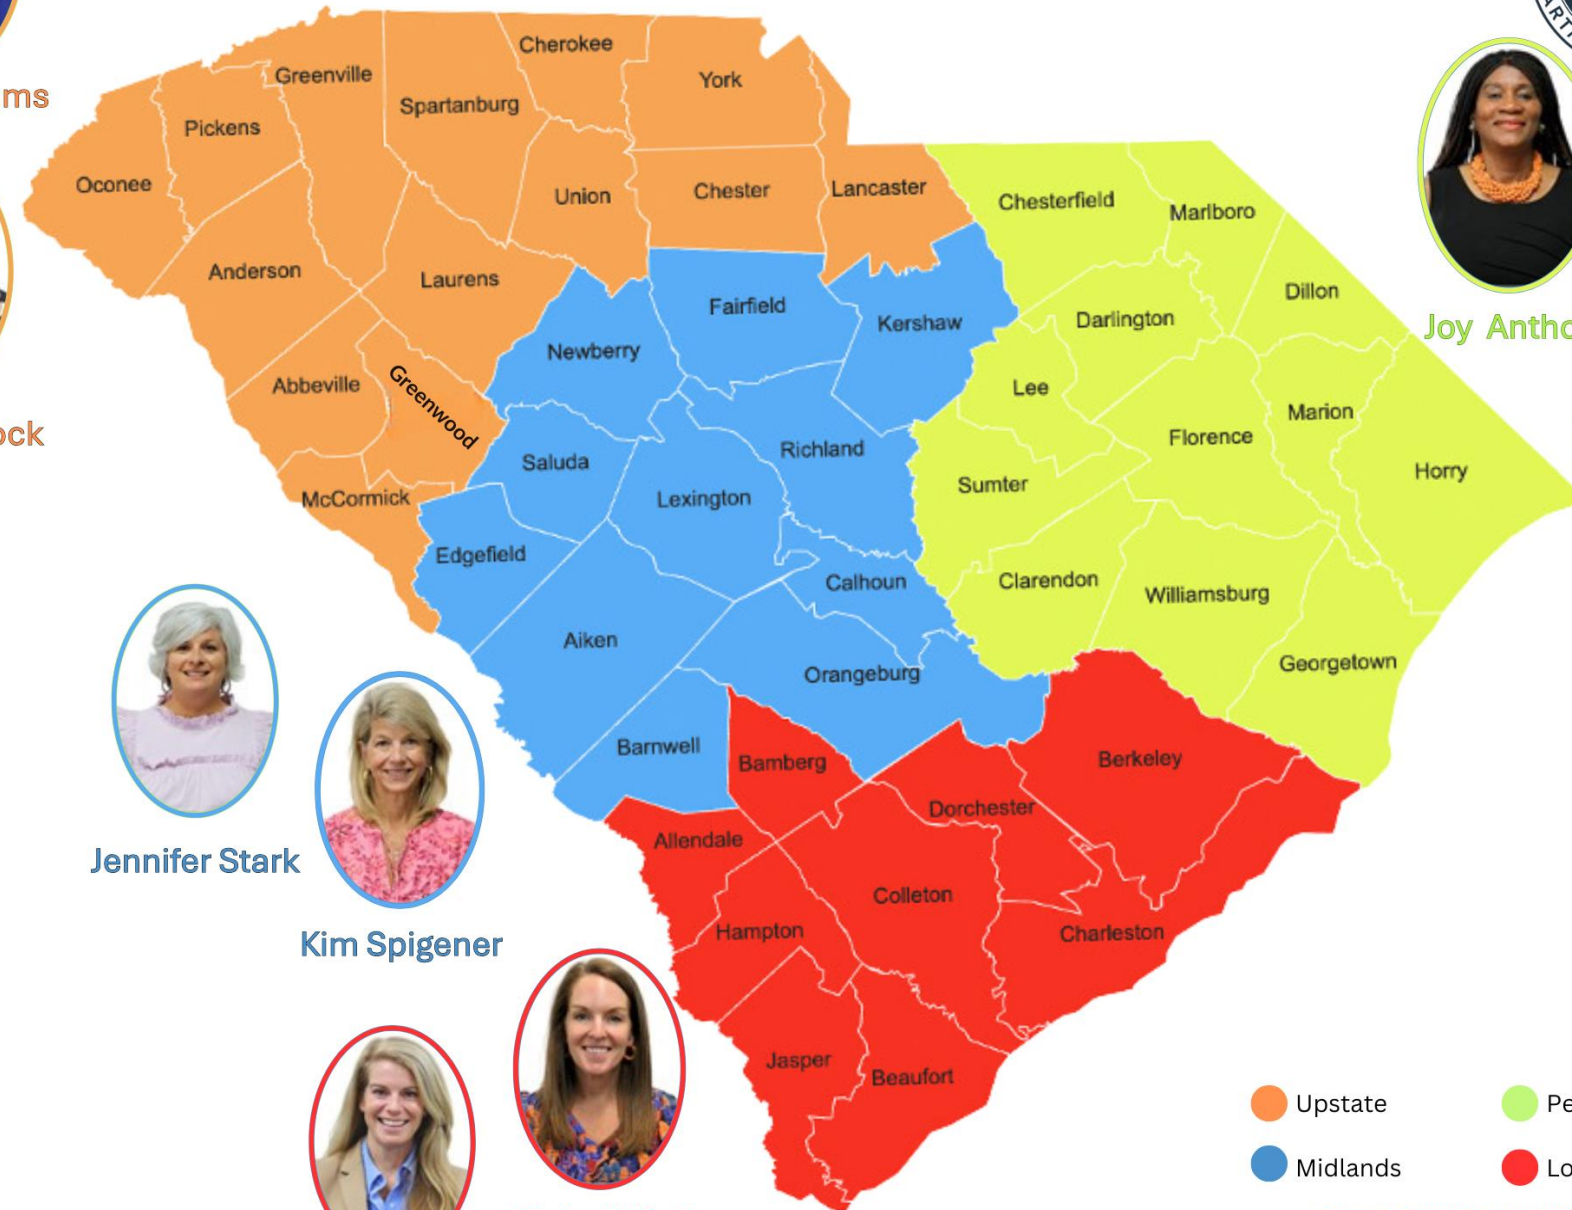 ms
ock
Cherokee
Greenville
York
Spartanburg
Pickens
Oconee
Union
Chester
Lancaster
Chesterfield
Marlboro
Anderson
Laurens
Fairfield
Kershaw
Darlington
Dillon
Joy Antho
Newberry
Abbeville
Greenwood
Lee
Marion
Florence
Richland
Saluda
Horry
Sumter
Lexington
McCormick
Edgefield
Calhoun
Clarendon
Williamsburg
Aiken
Orangeburg
Georgetown
Barnwell
Bamberg
Berkeley
Dorchester
Allendale
Jennifer Stark
Colleton
Hampton
Charleston
Kim Spigener
Jasper
Beaufort
Upstate
Pe
Midlands
Lo